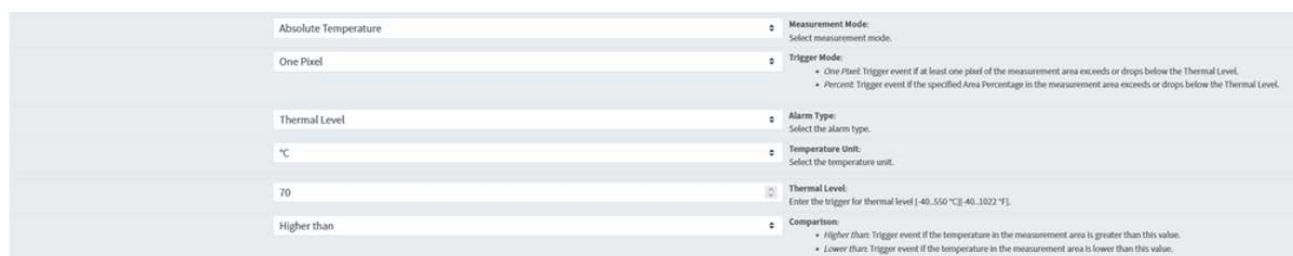 Absolute Temperature
Measurement Mode:
Select measurement mode.
One Pixel
Trigger Mode:
• One Pixel: Trigger event if at least one pixel of the measurement area exceeds or drops below the Thermal Level.
• Percent: Trigger event if the specified Area Percentage in the measurement area exceeds or drops below the Thermal Level.
Thermal Level
Alarm Type:
Select the alarm type.
°C
Temperature Unit:
Select the temperature unit.
70
Thermal Level:
Enter the trigger for thermal level [-40..550 °C][-40..1022 °F].
Higher than
Comparison:
• Higher than: Trigger event if the temperature in the measurement area is greater than this value.
• Lower than: Trigger event if the temperature in the measurement area is lower than this value.